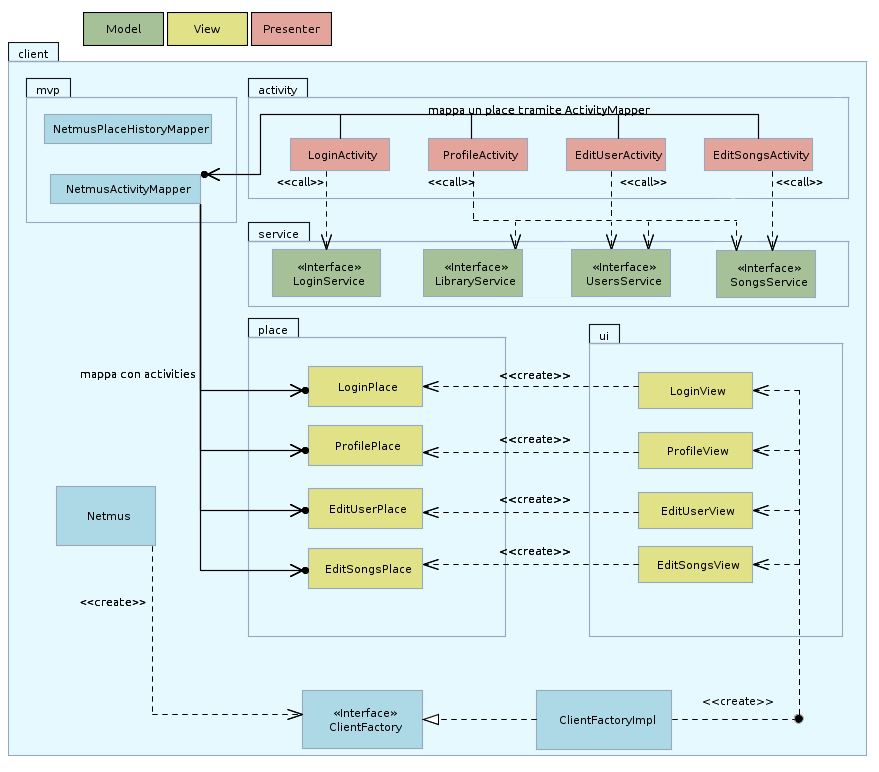 Model
View
Presenter
client
mvp
NetmusPlaceHistoryMapper
NetmusActivityMapper
activity
mappa un place tramite ActivityMapper
LoginActivity
ProfileActivity
EditUserActivity
EditSongsActivity
<<call>>
<<call>>
<<call>>
<<call>>
service
«Interface»
LoginService
«Interface»
LibraryService
«Interface»
UsersService
«Interface»
SongsService
place
ui
mappa con activities
LoginPlace
<<create>>
LoginView
ProfilePlace
<<create>>
ProfileView
EditUserPlace
<<create>>
EditUserView
EditSongsPlace
<<create>>
EditSongsView
Netmus
<<create>>
«Interface»
ClientFactory
ClientFactoryImpl
<<create>>